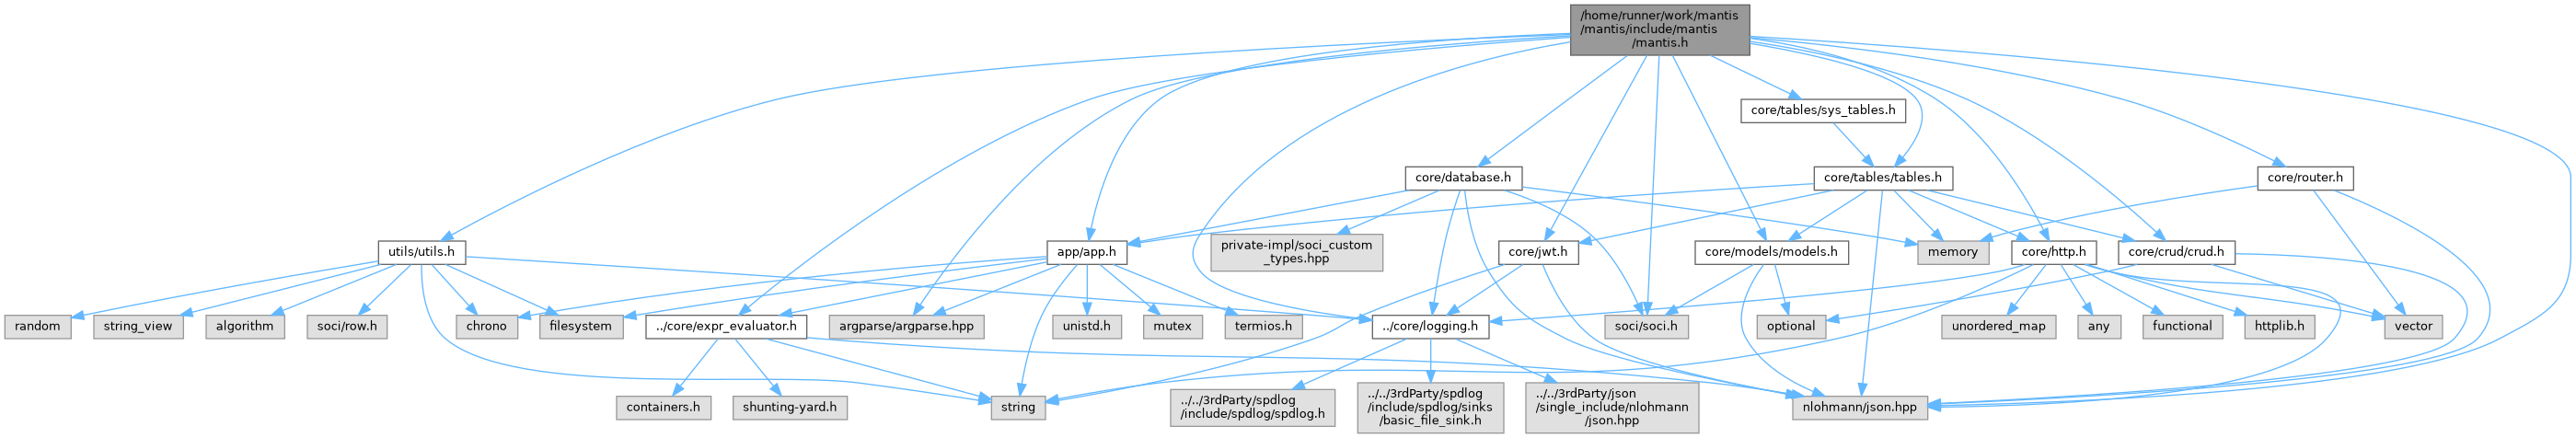 /home/runner/work/mantis
/mantis/include/mantis
/mantis.h
core/tables/sys_tables.h
core/database.h
core/tables/tables.h
core/router.h
utils/utils.h
app/app.h
private-impl/soci_custom
_types.hpp
core/jwt.h
core/models/models.h
memory
core/http.h
core/crud/crud.h
random
string_view
algorithm
soci/row.h
chrono
filesystem
../core/expr_evaluator.h
argparse/argparse.hpp
unistd.h
mutex
termios.h
../core/logging.h
soci/soci.h
optional
unordered_map
any
functional
httplib.h
vector
containers.h
shunting-yard.h
string
../../3rdParty/spdlog
/include/spdlog/spdlog.h
../../3rdParty/spdlog
/include/spdlog/sinks
/basic_file_sink.h
../../3rdParty/json
/single_include/nlohmann
/json.hpp
nlohmann/json.hpp